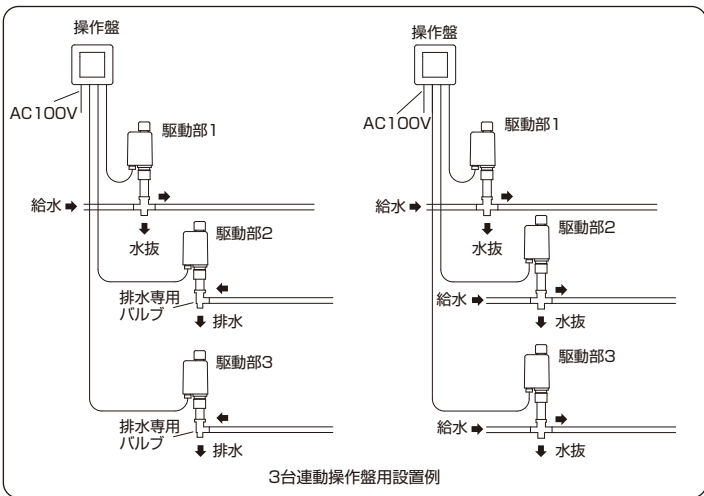 操作盤
AC100V
駆動部1
給水
水抜
駆動部2
排水専用
バルブ
排水
駆動部3
排水専用
バルブ
排水
操作盤
AC100V
駆動部1
給水
水抜
駆動部2
給水
水抜
駆動部3
給水
水抜
3台連動操作盤用設置例